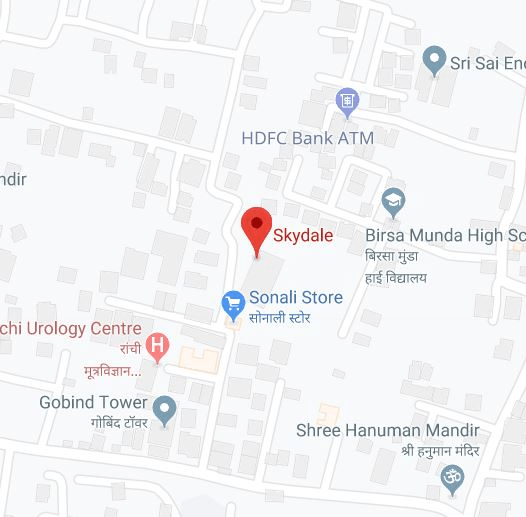 Sri Sai En
HDFC Bank ATM
ndir
Skydale
Birsa Munda High Sc
बिरसा मुंडा
हाई विद्यालय
Sonali Store
सोनाली स्टोर
chi Urology Centre
रांची
मूत्रविज्ञान...
H
Gobind Tower
गोबिंद टॉवर
Shree Hanuman Mandir
श्री हनुमान मंदिर
ॐ